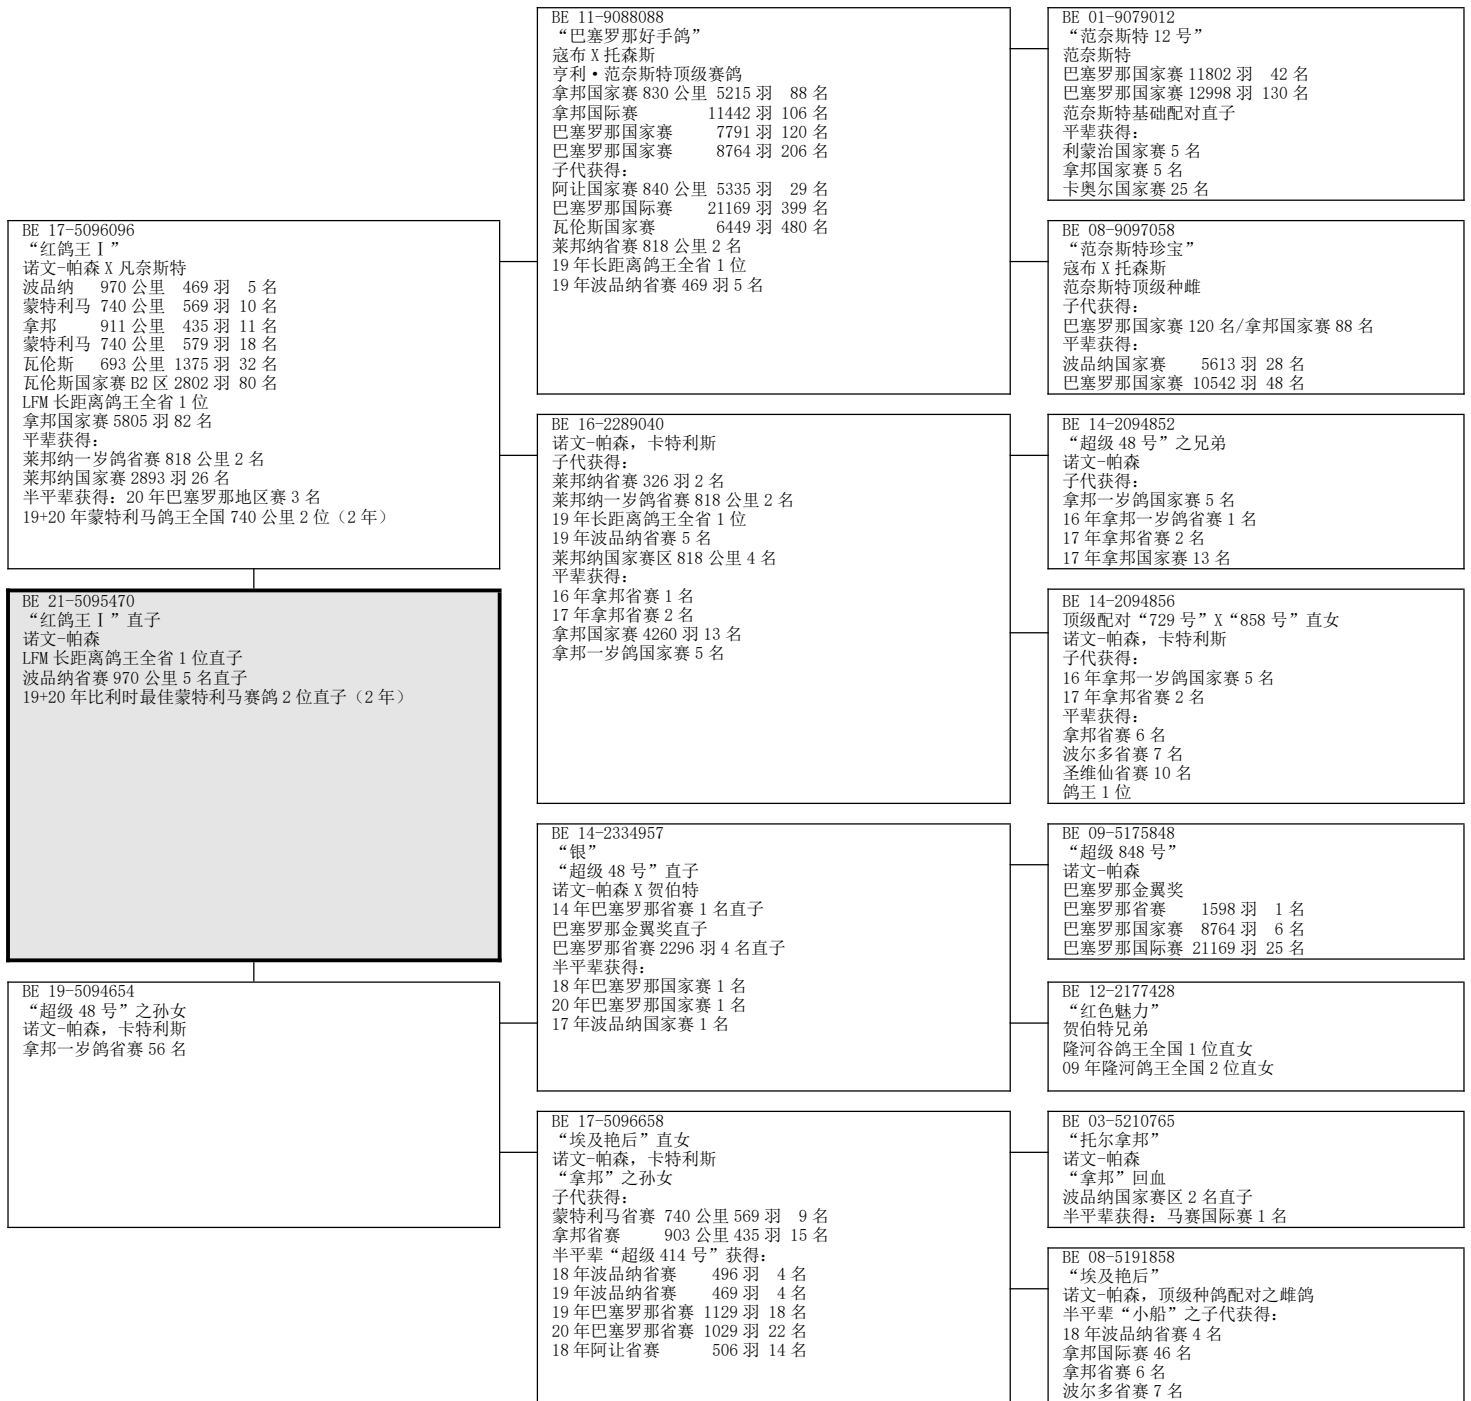 BE 17-5096096
“红鸽王Ⅰ”
诺文-帕森 X 凡奈斯特
波品纳 970 公里 469 羽 5 名
蒙特利马 740 公里 569 羽 10 名
拿邦 911 公里 435 羽 11 名
蒙特利马 740 公里 579 羽 18 名
瓦伦斯 693 公里 1375 羽 32 名
瓦伦斯国家赛 B2 区 2802 羽 80 名
LFM 长距离鸽王全省 1 位
拿邦国家赛 5805 羽 82 名
平辈获得：
莱邦纳一岁鸽省赛 818 公里 2 名
莱邦纳国家赛 2893 羽 26 名
半平辈获得：20 年巴塞罗那地区赛 3 名
19+20 年蒙特利马鸽王全国 740 公里 2 位（2 年）
BE 21-5095470
“红鸽王Ⅰ”直子
诺文-帕森
LFM 长距离鸽王全省 1 位直子
波品纳省赛 970 公里 5 名直子
19+20 年比利时最佳蒙特利马赛鸽 2 位直子（2 年）
BE 19-5094654
“超级 48 号”之孙女
诺文-帕森，卡特利斯
拿邦一岁鸽省赛 56 名
BE 11-9088088
“巴塞罗那好手鸽”
寇布 X 托森斯
亨利·范奈斯特顶级赛鸽
拿邦国家赛 830 公里 5215 羽 88 名
拿邦国际赛 11442 羽 106 名
巴塞罗那国家赛 7791 羽 120 名
巴塞罗那国家赛 8764 羽 206 名
子代获得：
阿让国家赛 840 公里 5335 羽 29 名
巴塞罗那国际赛 21169 羽 399 名
瓦伦斯国家赛 6449 羽 480 名
莱邦纳省赛 818 公里 2 名
19 年长距离鸽王全省 1 位
19 年波品纳省赛 469 羽 5 名
BE 16-2289040
诺文-帕森，卡特利斯
子代获得：
莱邦纳省赛 326 羽 2 名
莱邦纳一岁鸽省赛 818 公里 2 名
19 年长距离鸽王全省 1 位
19 年波品纳省赛 5 名
莱邦纳国家赛区 818 公里 4 名
平辈获得：
16 年拿邦省赛 1 名
17 年拿邦省赛 2 名
拿邦国家赛 4260 羽 13 名
拿邦一岁鸽国家赛 5 名
BE 14-2334957
“银”
“超级 48 号”直子
诺文-帕森 X 贺伯特
14 年巴塞罗那省赛 1 名直子
巴塞罗那金翼奖直子
巴塞罗那省赛 2296 羽 4 名直子
半平辈获得：
18 年巴塞罗那国家赛 1 名
20 年巴塞罗那国家赛 1 名
17 年波品纳国家赛 1 名
BE 17-5096658
“埃及艳后”直女
诺文-帕森，卡特利斯
“拿邦”之孙女
子代获得：
蒙特利马省赛 740 公里 569 羽 9 名
拿邦省赛 903 公里 435 羽 15 名
半平辈“超级 414 号”获得：
18 年波品纳省赛 496 羽 4 名
19 年波品纳省赛 469 羽 4 名
19 年巴塞罗那省赛 1129 羽 18 名
20 年巴塞罗那省赛 1029 羽 22 名
18 年阿让省赛 506 羽 14 名
BE 01-9079012
“范奈斯特 12 号”
范奈斯特
巴塞罗那国家赛 11802 羽 42 名
巴塞罗那国家赛 12998 羽 130 名
范奈斯特基础配对直子
平辈获得：
利蒙治国家赛 5 名
拿邦国家赛 5 名
卡奥尔国家赛 25 名
BE 08-9097058
“范奈斯特珍宝”
寇布 X 托森斯
范奈斯特顶级种雌
子代获得：
巴塞罗那国家赛 120 名/拿邦国家赛 88 名
平辈获得：
波品纳国家赛 5613 羽 28 名
巴塞罗那国家赛 10542 羽 48 名
BE 14-2094852
“超级 48 号”之兄弟
诺文-帕森
子代获得：
拿邦一岁鸽国家赛 5 名
16 年拿邦一岁鸽省赛 1 名
17 年拿邦省赛 2 名
17 年拿邦国家赛 13 名
BE 14-2094856
顶级配对“729 号”X“858 号”直女
诺文-帕森，卡特利斯
子代获得：
16 年拿邦一岁鸽国家赛 5 名
17 年拿邦省赛 2 名
平辈获得：
拿邦省赛 6 名
波尔多省赛 7 名
圣维仙省赛 10 名
鸽王 1 位
BE 09-5175848
“超级 848 号”
诺文-帕森
巴塞罗那金翼奖
巴塞罗那省赛 1598 羽 1 名
巴塞罗那国家赛 8764 羽 6 名
巴塞罗那国际赛 21169 羽 25 名
BE 12-2177428
“红色魅力”
贺伯特兄弟
隆河谷鸽王全国 1 位直女
09 年隆河鸽王全国 2 位直女
BE 03-5210765
“托尔拿邦”
诺文-帕森
“拿邦”回血
波品纳国家赛区 2 名直子
半平辈获得：马赛国际赛 1 名
BE 08-5191858
“埃及艳后”
诺文-帕森，顶级种鸽配对之雌鸽
半平辈“小船”之子代获得：
18 年波品纳省赛 4 名
拿邦国际赛 46 名
拿邦省赛 6 名
波尔多省赛 7 名